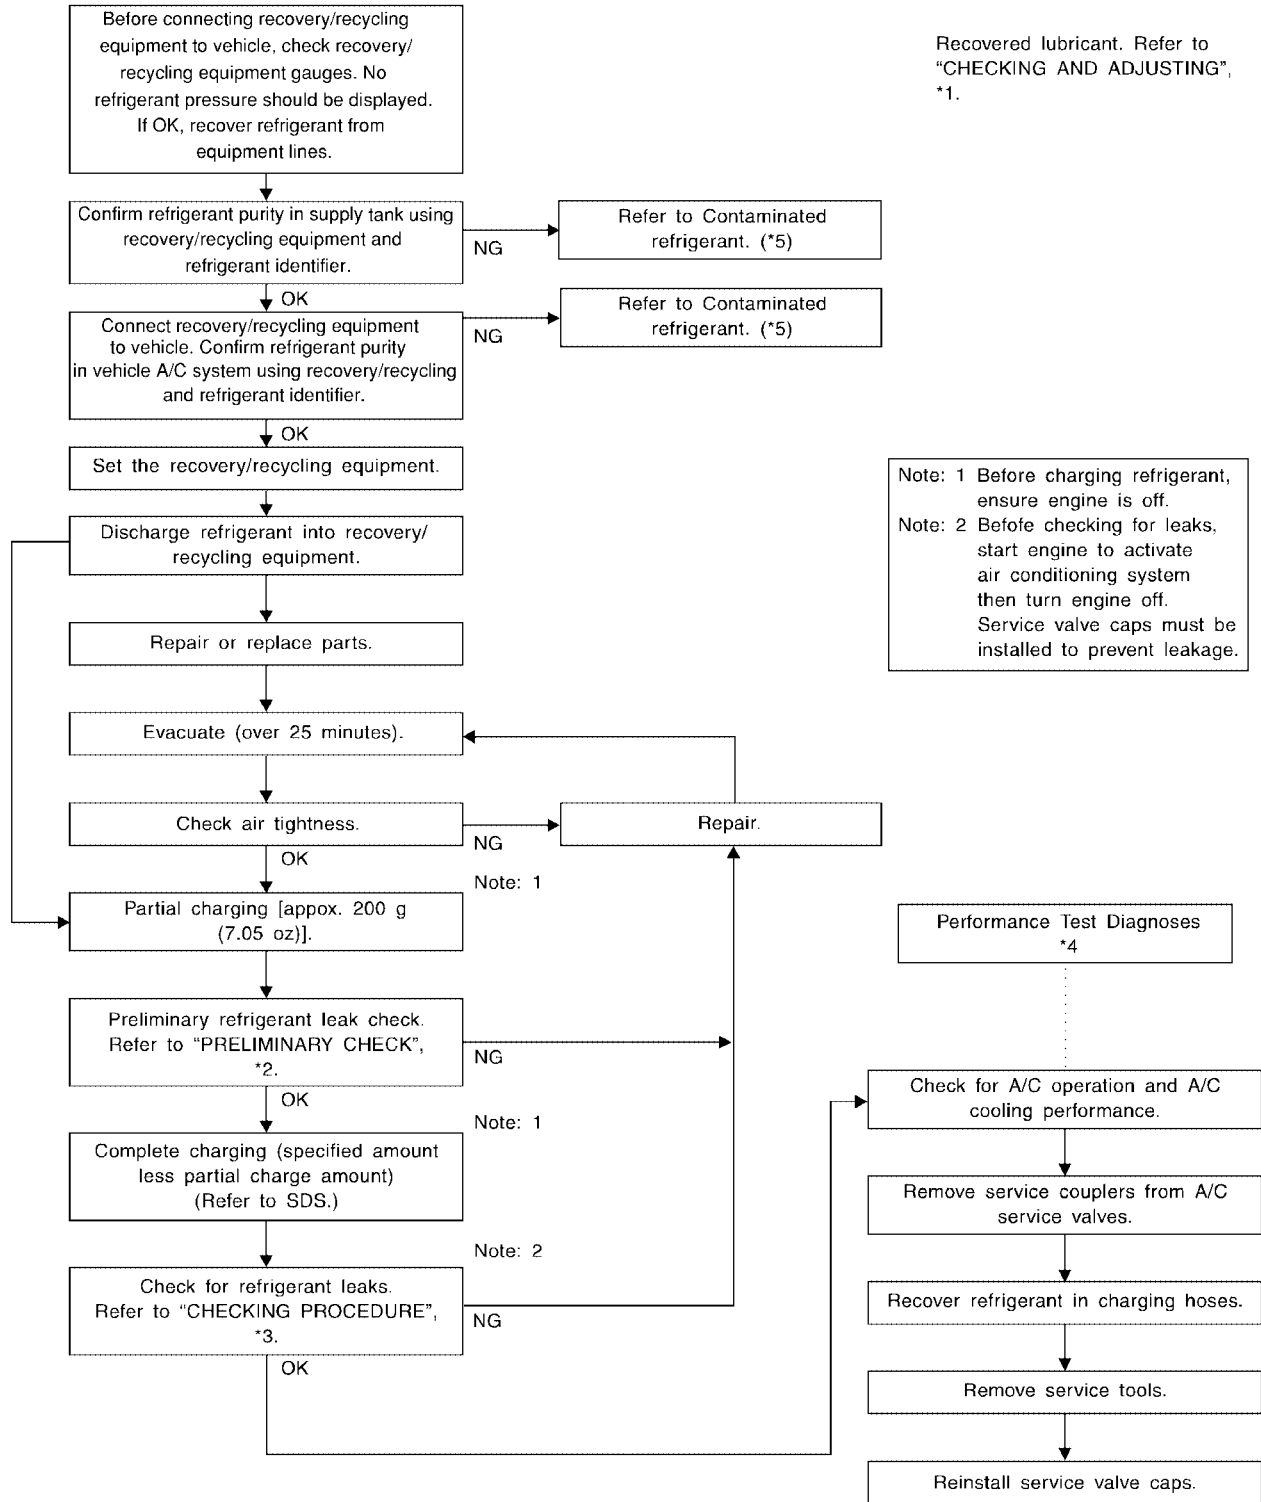 Before connecting recovery/recycling
equipment to vehicle, check recovery/
recycling equipment gauges. No
refrigerant pressure should be displayed.
If OK, recover refrigerant from
equipment lines.
Recovered lubricant. Refer to
“CHECKING AND ADJUSTING”,
*1.
Confirm refrigerant purity in supply tank using
recovery/recycling equipment and
refrigerant identifier.
NG
Refer to Contaminated
refrigerant. (*5)
OK
Connect recovery/recycling equipment
to vehicle. Confirm refrigerant purity
in vehicle A/C system using recovery/recycling
and refrigerant identifier.
NG
Refer to Contaminated
refrigerant. (*5)
OK
Set the recovery/recycling equipment.
Discharge refrigerant into recovery/
recycling equipment.
Note: 1 Before charging refrigerant,
ensure engine is off.
Note: 2 Befofe checking for leaks,
start engine to activate
air conditioning system
then turn engine off.
Service valve caps must be
installed to prevent leakage.
Repair or replace parts.
Evacuate (over 25 minutes).
Check air tightness.
NG
Repair.
OK
Note: 1
Partial charging [appox. 200 g
(7.05 oz)].
Preliminary refrigerant leak check.
Refer to “PRELIMINARY CHECK”,
*2.
NG
OK
Note: 1
Complete charging (specified amount
less partial charge amount)
(Refer to SDS.)
Note: 2
Check for refrigerant leaks.
Refer to “CHECKING PROCEDURE”,
*3.
NG
OK
Performance Test Diagnoses
*4
Check for A/C operation and A/C
cooling performance.
Remove service couplers from A/C
service valves.
Recover refrigerant in charging hoses.
Remove service tools.
Reinstall service valve caps.